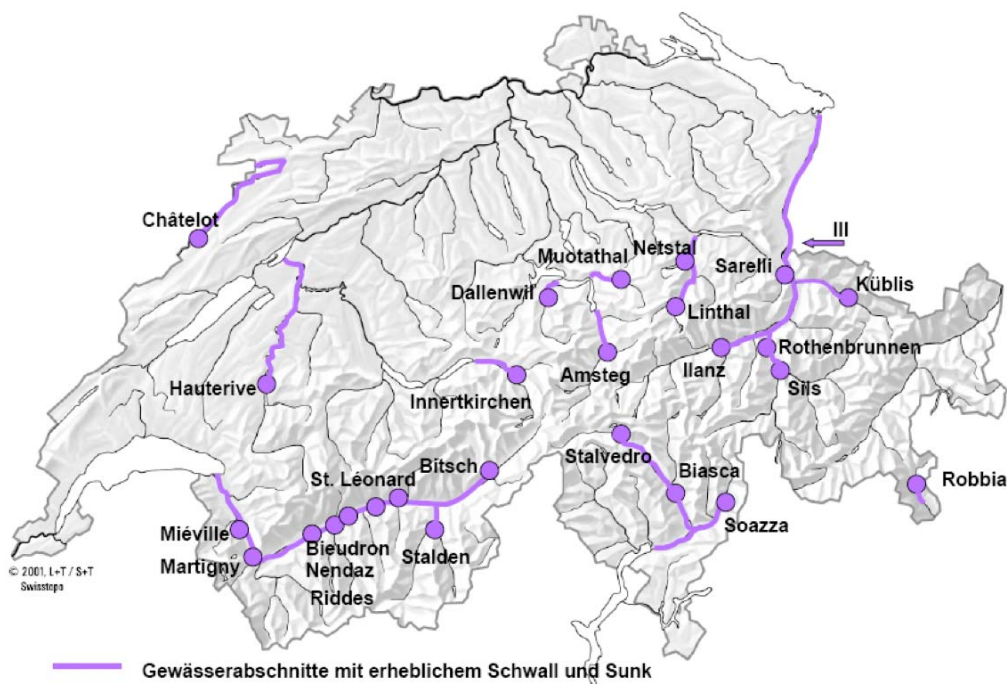 Châtelot
Ill
Muotathal
Netstal
Sarelli
Küblis
Dallenwil
Linthal
Rothenbrunnen
Hauterive
Innertkirchen
Amsteg
Ilanz
Sils
Stalvedro
Bitsch
Biasca
St. Léonard
Robbia
Soazza
Miéville
Bieudron
Stalden
Martigny
Nendaz
Riddes
© 2001, L+T / S+T
Swisstopo
Gewässerabschnitte mit erheblichem Schwall und Sunk